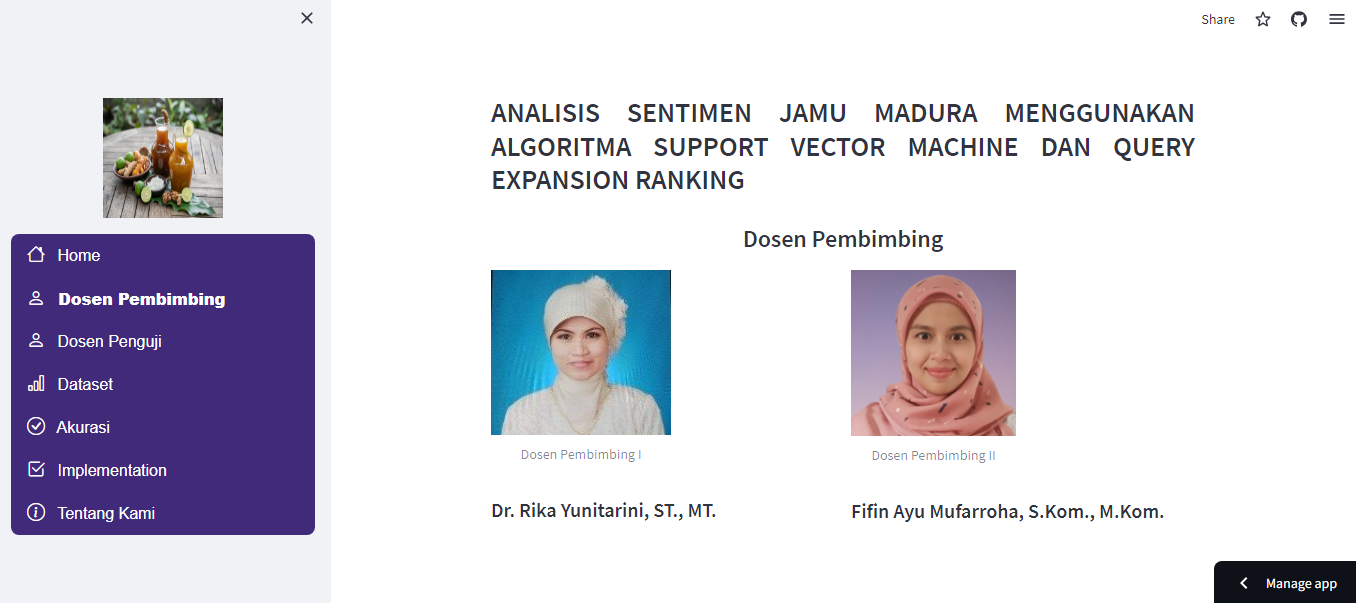 Share
Home
Dosen Pembimbing
Dosen Penguji
Dataset
Akurasi
Implementation
Tentang Kami
ANALISIS SENTIMEN JAMU MADURA MENGGUNAKAN
ALGORITMA SUPPORT VECTOR MACHINE DAN QUERY
EXPANSION RANKING
Dosen Pembimbing
Dosen Pembimbing I
Dr. Rika Yunitarini, ST., MT.
Dosen Pembimbing II
Fifin Ayu Mufarroha, S.Kom., M.Kom.
Manage app